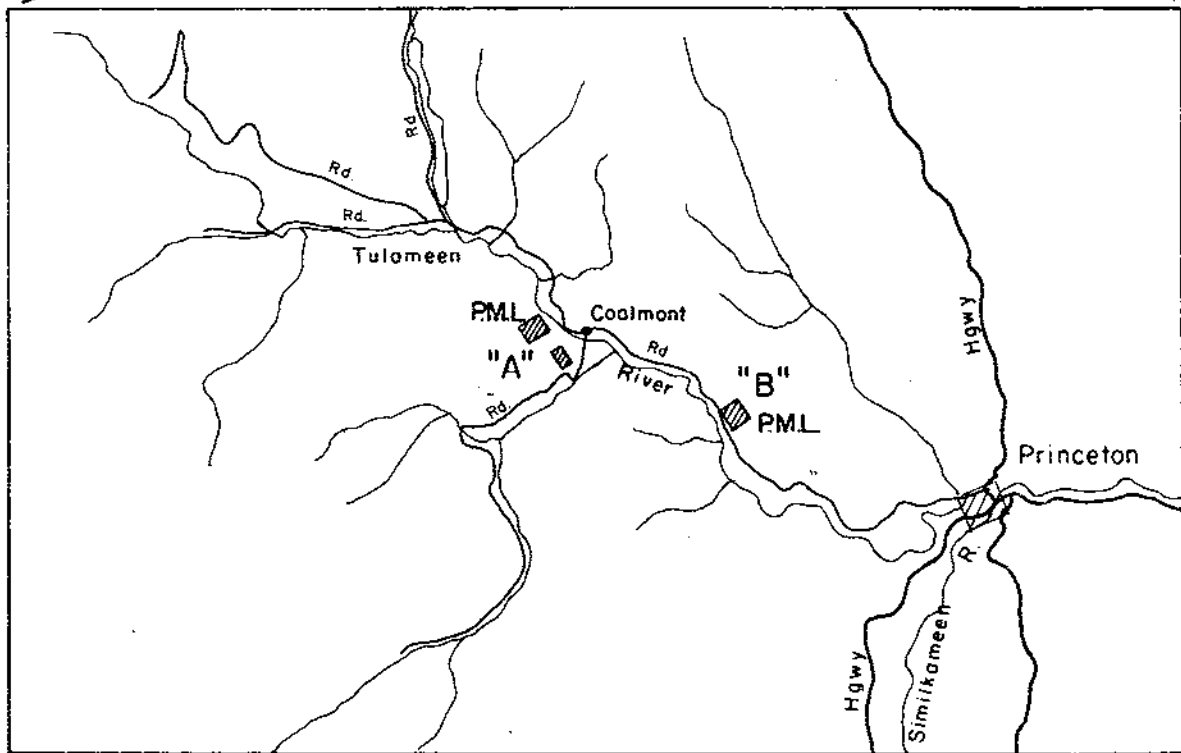 Rd.
Rd.
Rd.
Tulameen
P.M.L.
Coalmont
"A"
Rd
River
"B"
P.M.L.
Rd.
Hgwy
Princeton
R.
Similkameen
Hgwy